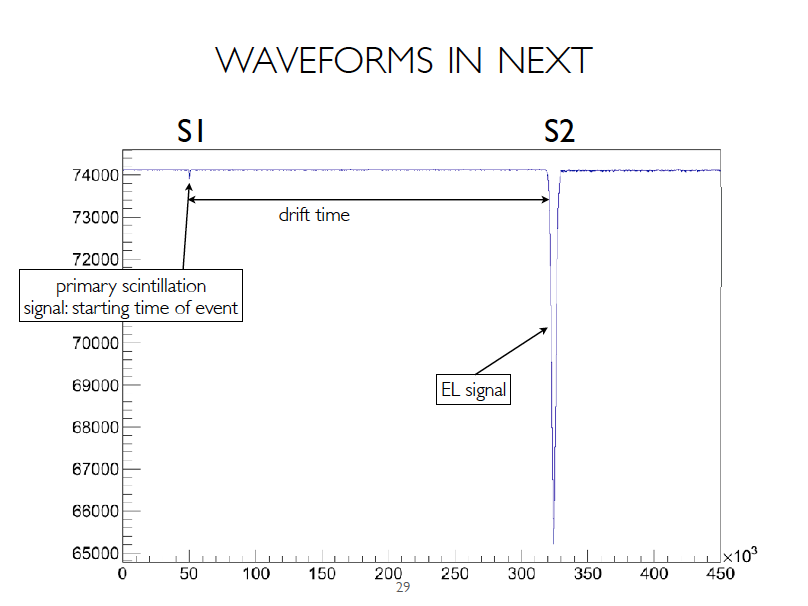 WAVEFORMS IN NEXT
S1
S2
74000
73000
drift time
72000
primary scintillation
signal: starting time of event
70000
69000
EL signal
68000
67000
66000
65000
×10³
0 50 100 150 200 250 300 350 400 450
29